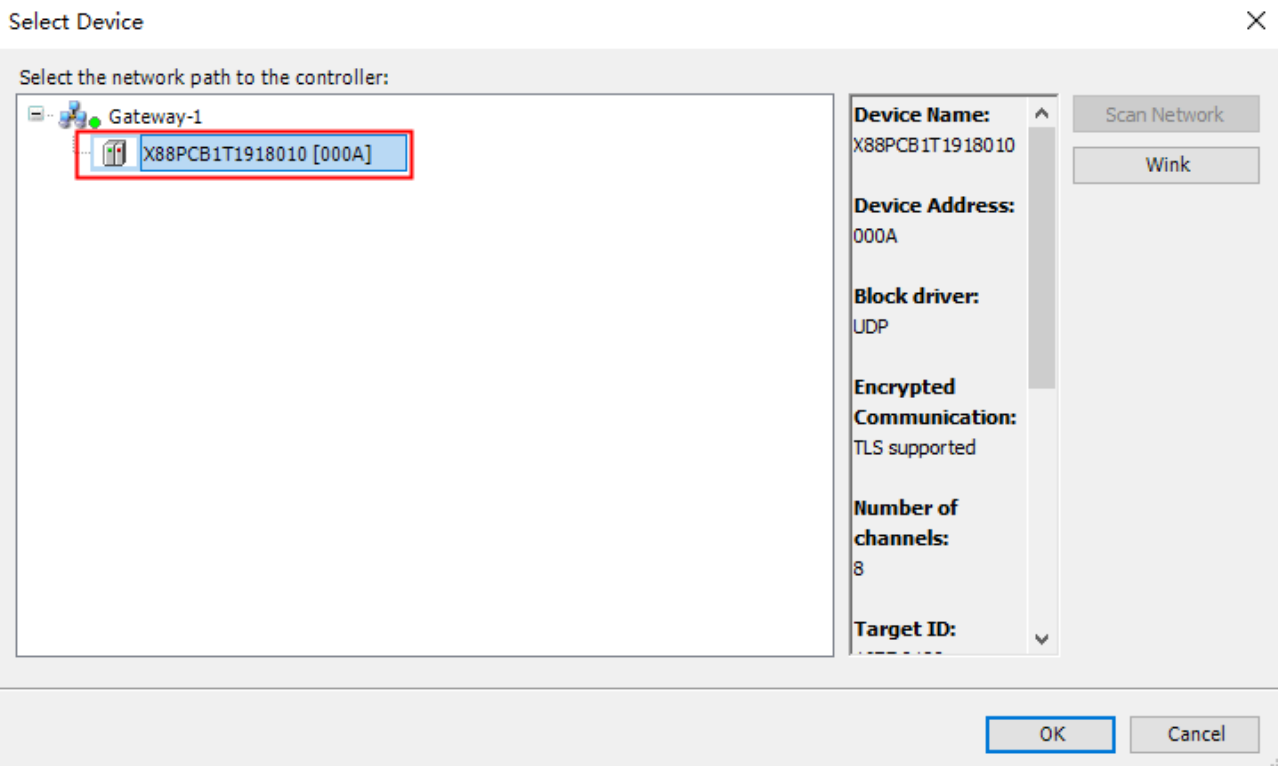 Select Device
Select the network path to the controller:
Gateway-1
X88PCB1T1918010 [000A]
Device Name:
X88PCB1T1918010
Device Address:
000A
Block driver:
UDP
Encrypted
Communication:
TLS supported
Number of
channels:
8
Target ID:
Scan Network
Wink
OK
Cancel